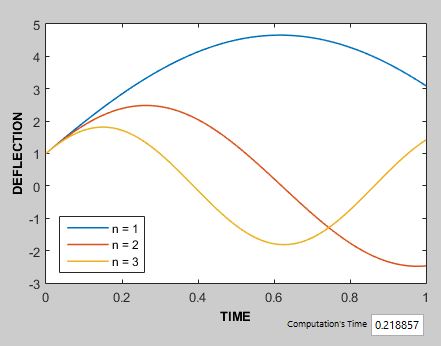 5
4
3
2
1
0
-1
-2
-3
DEFLECTION
n = 1
n = 2
n = 3
0 0.2 0.4 0.6 0.8 1
TIME
Computation's Time 0.218857